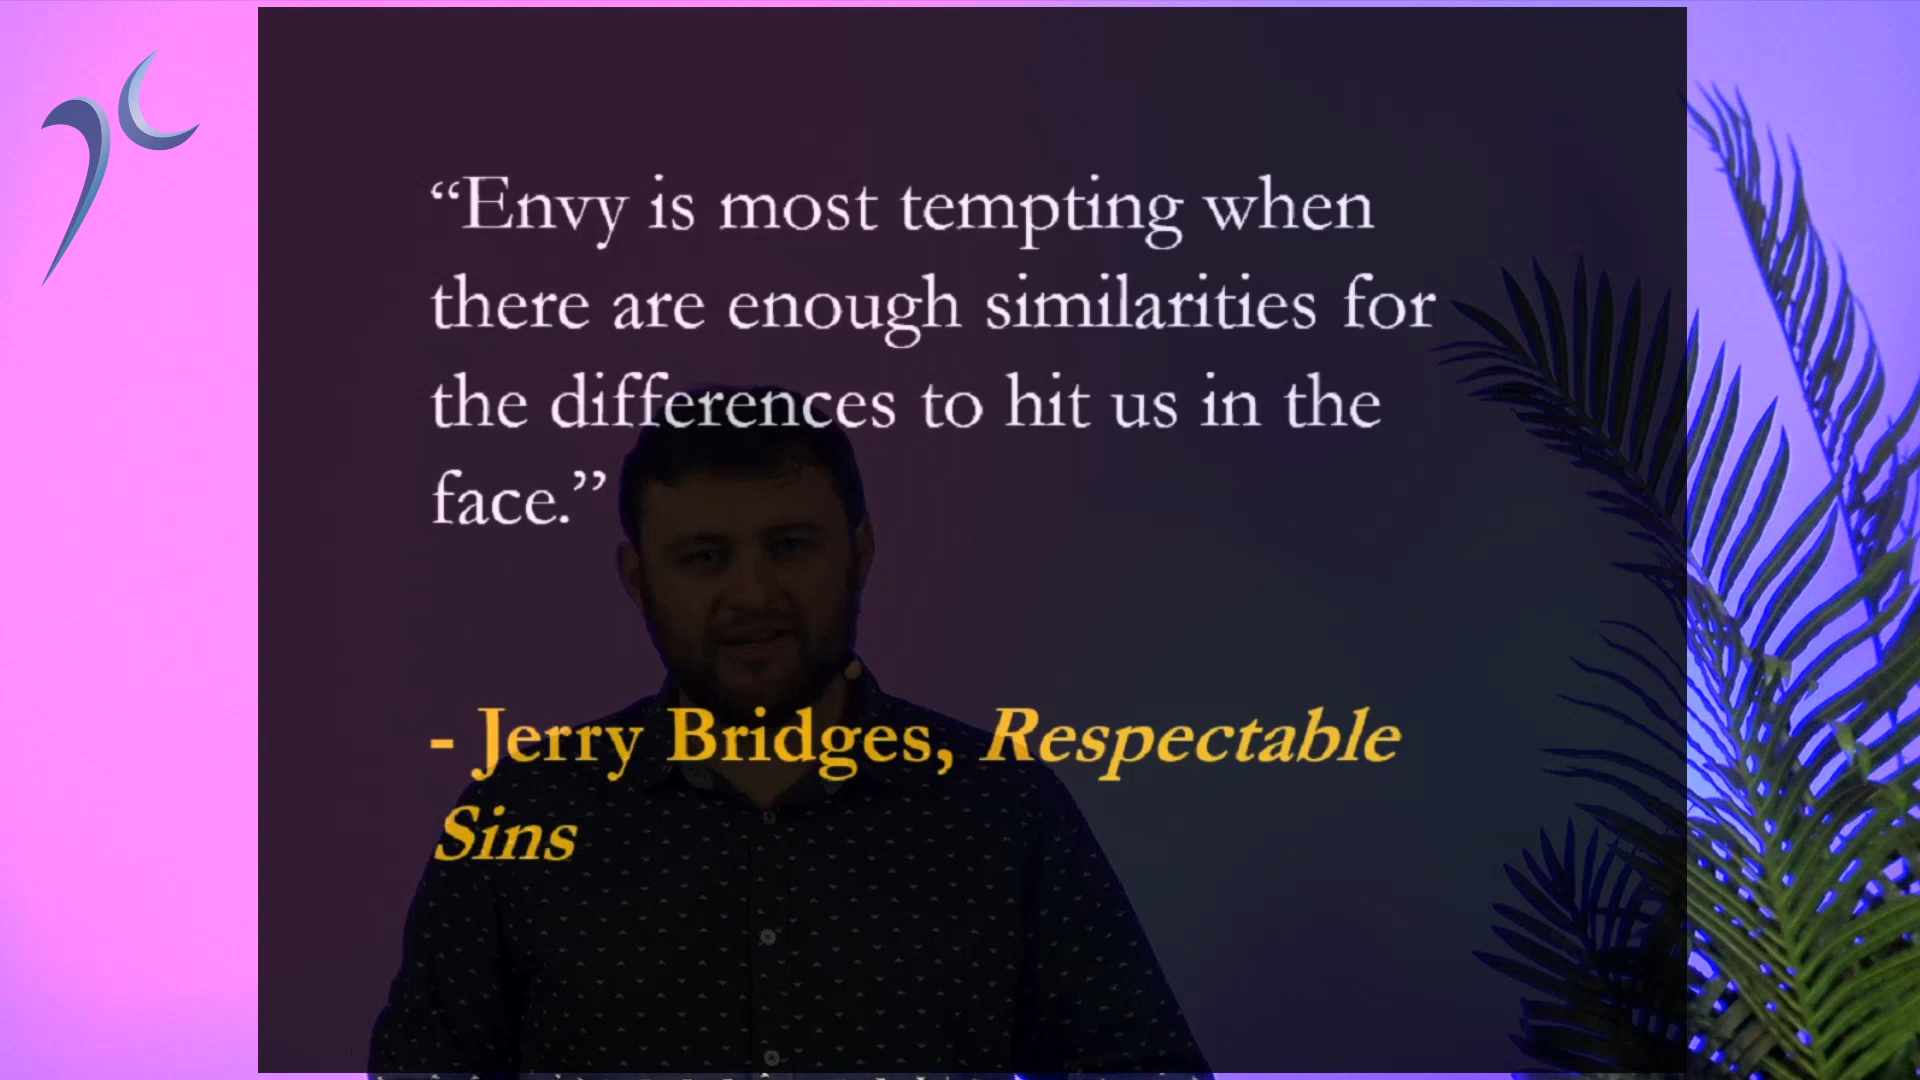 “Envy is most tempting when
there are enough similarities for
the differences to hit us in the
face.”
- Jerry Bridges, Respectable
Sins